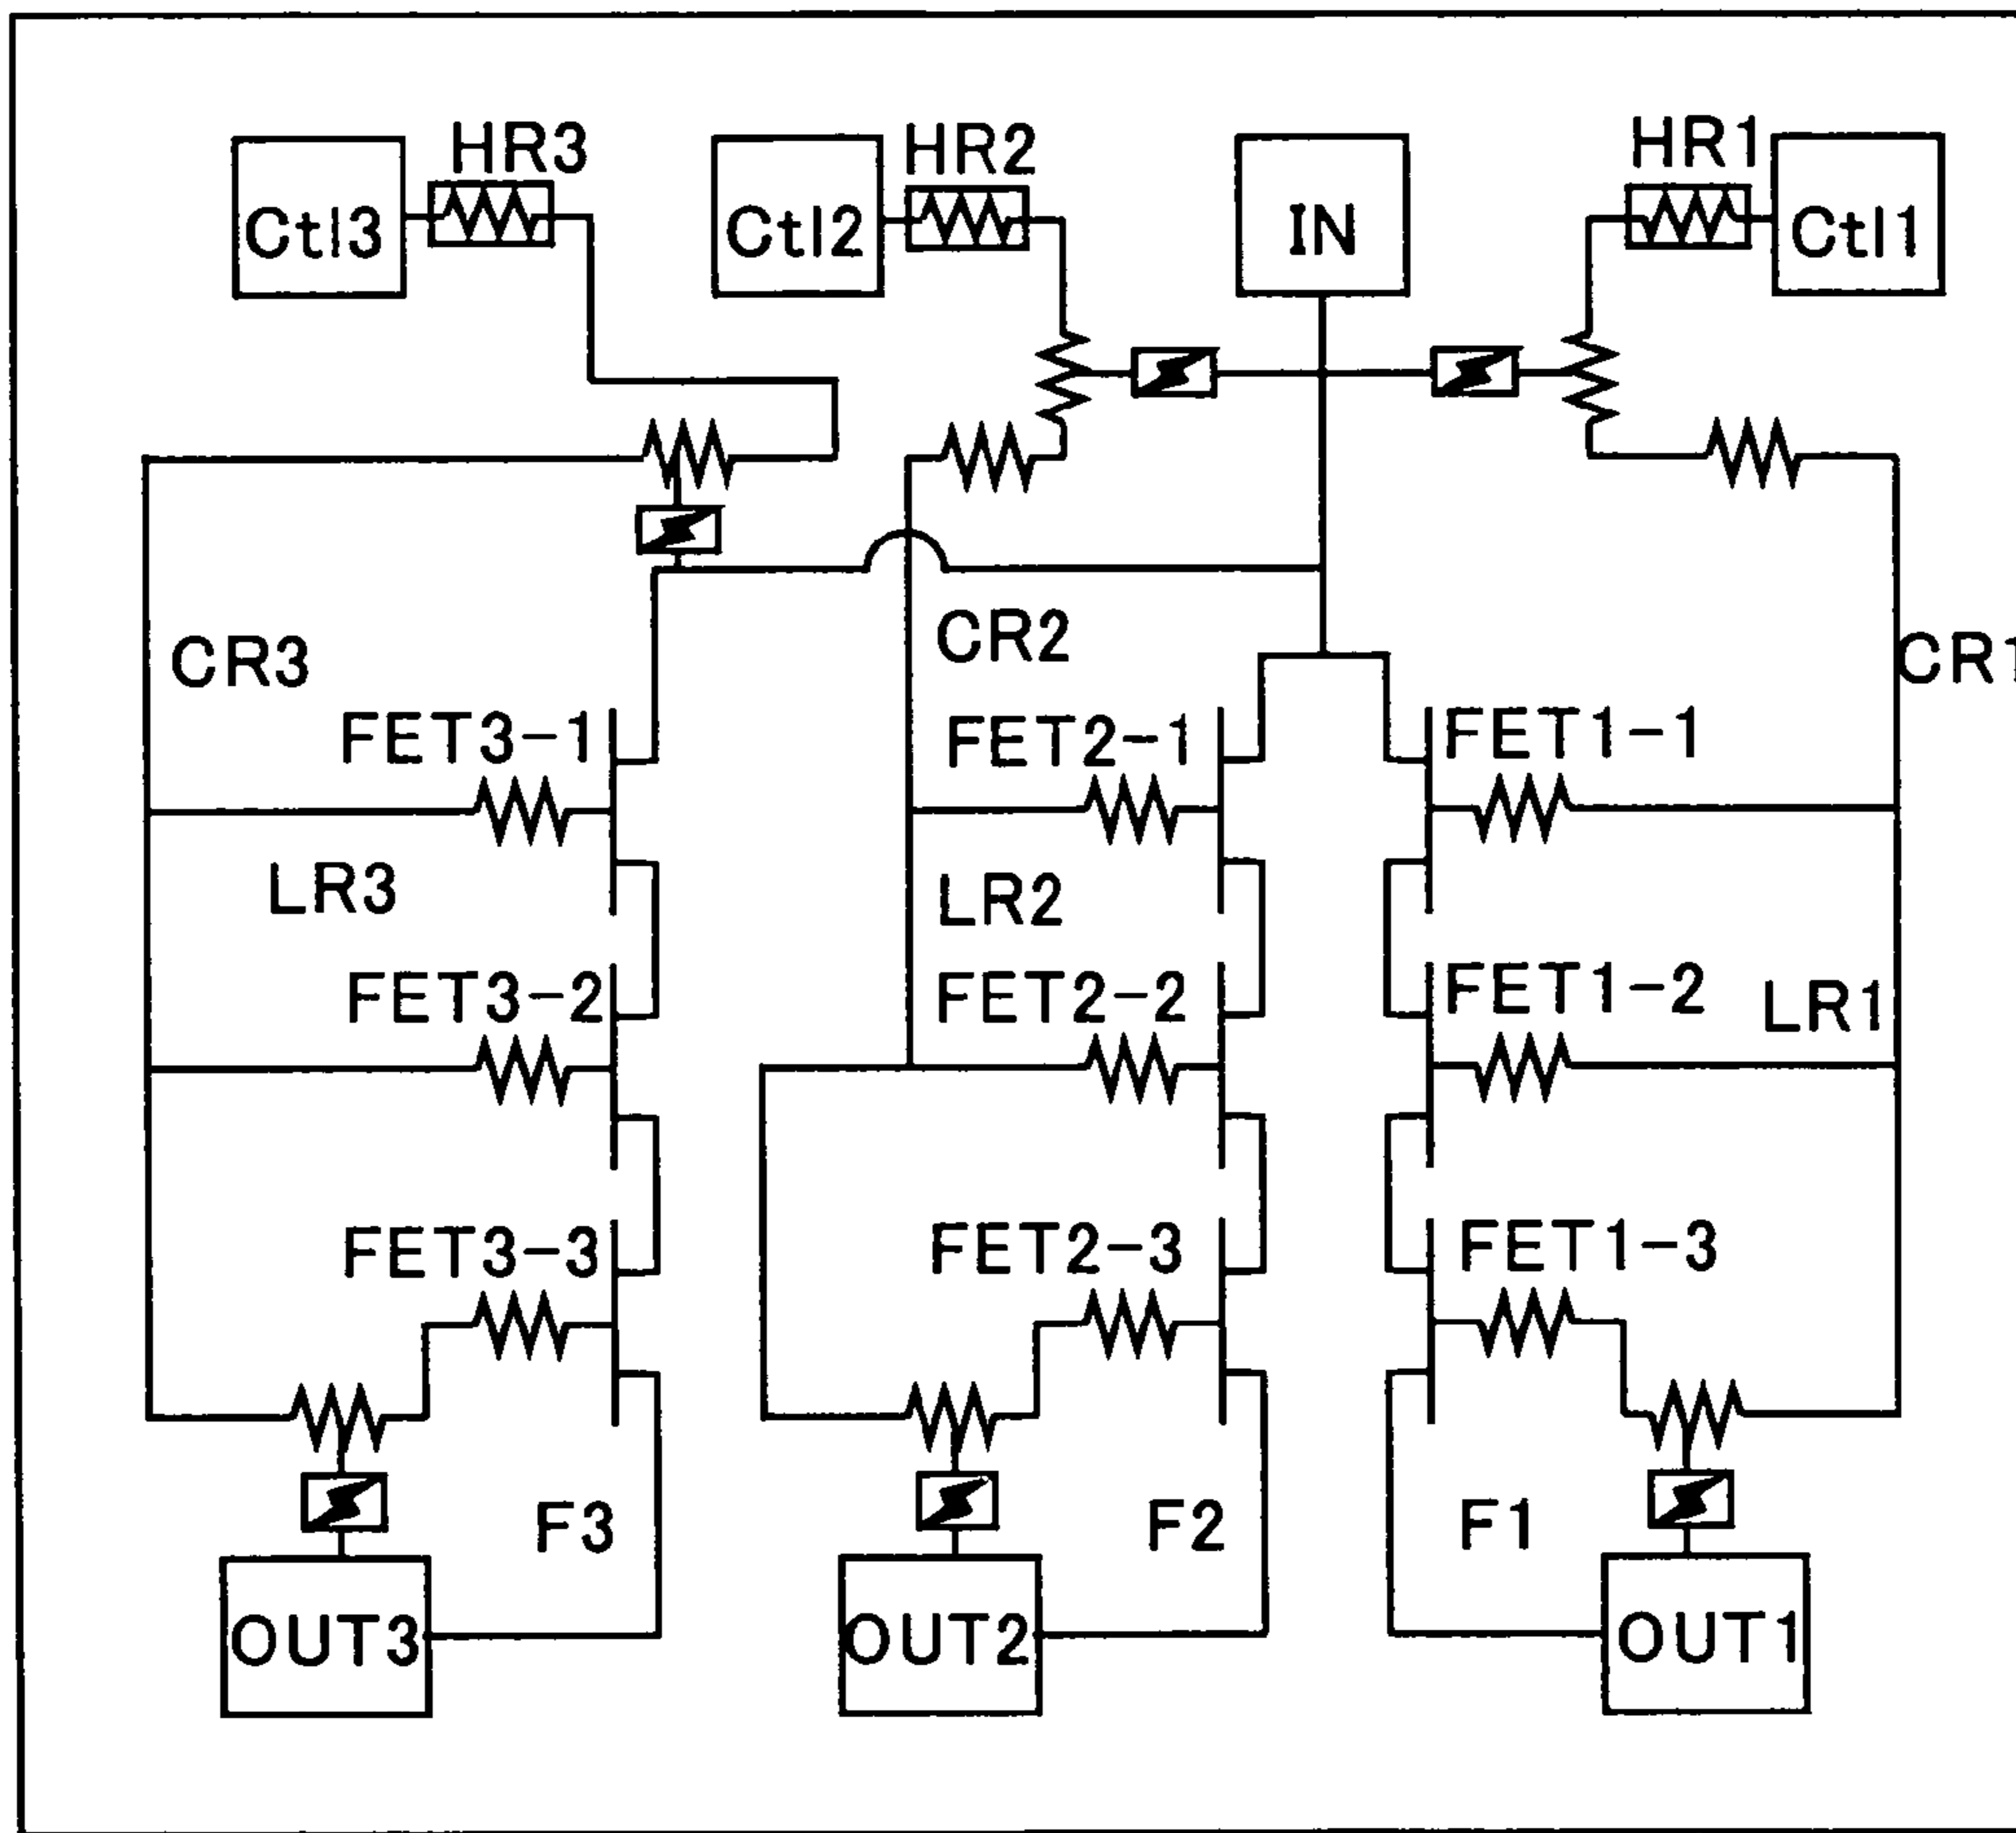 HR3
HR2
HR1
Ctl3
Ctl2
IN
Ctl1
CR3
CR2
CR1
FET3-1
FET2-1
FET1-1
LR3
LR2
FET3-2
FET2-2
FET1-2
LR1
FET3-3
FET2-3
FET1-3
F3
F2
F1
OUT3
OUT2
OUT1